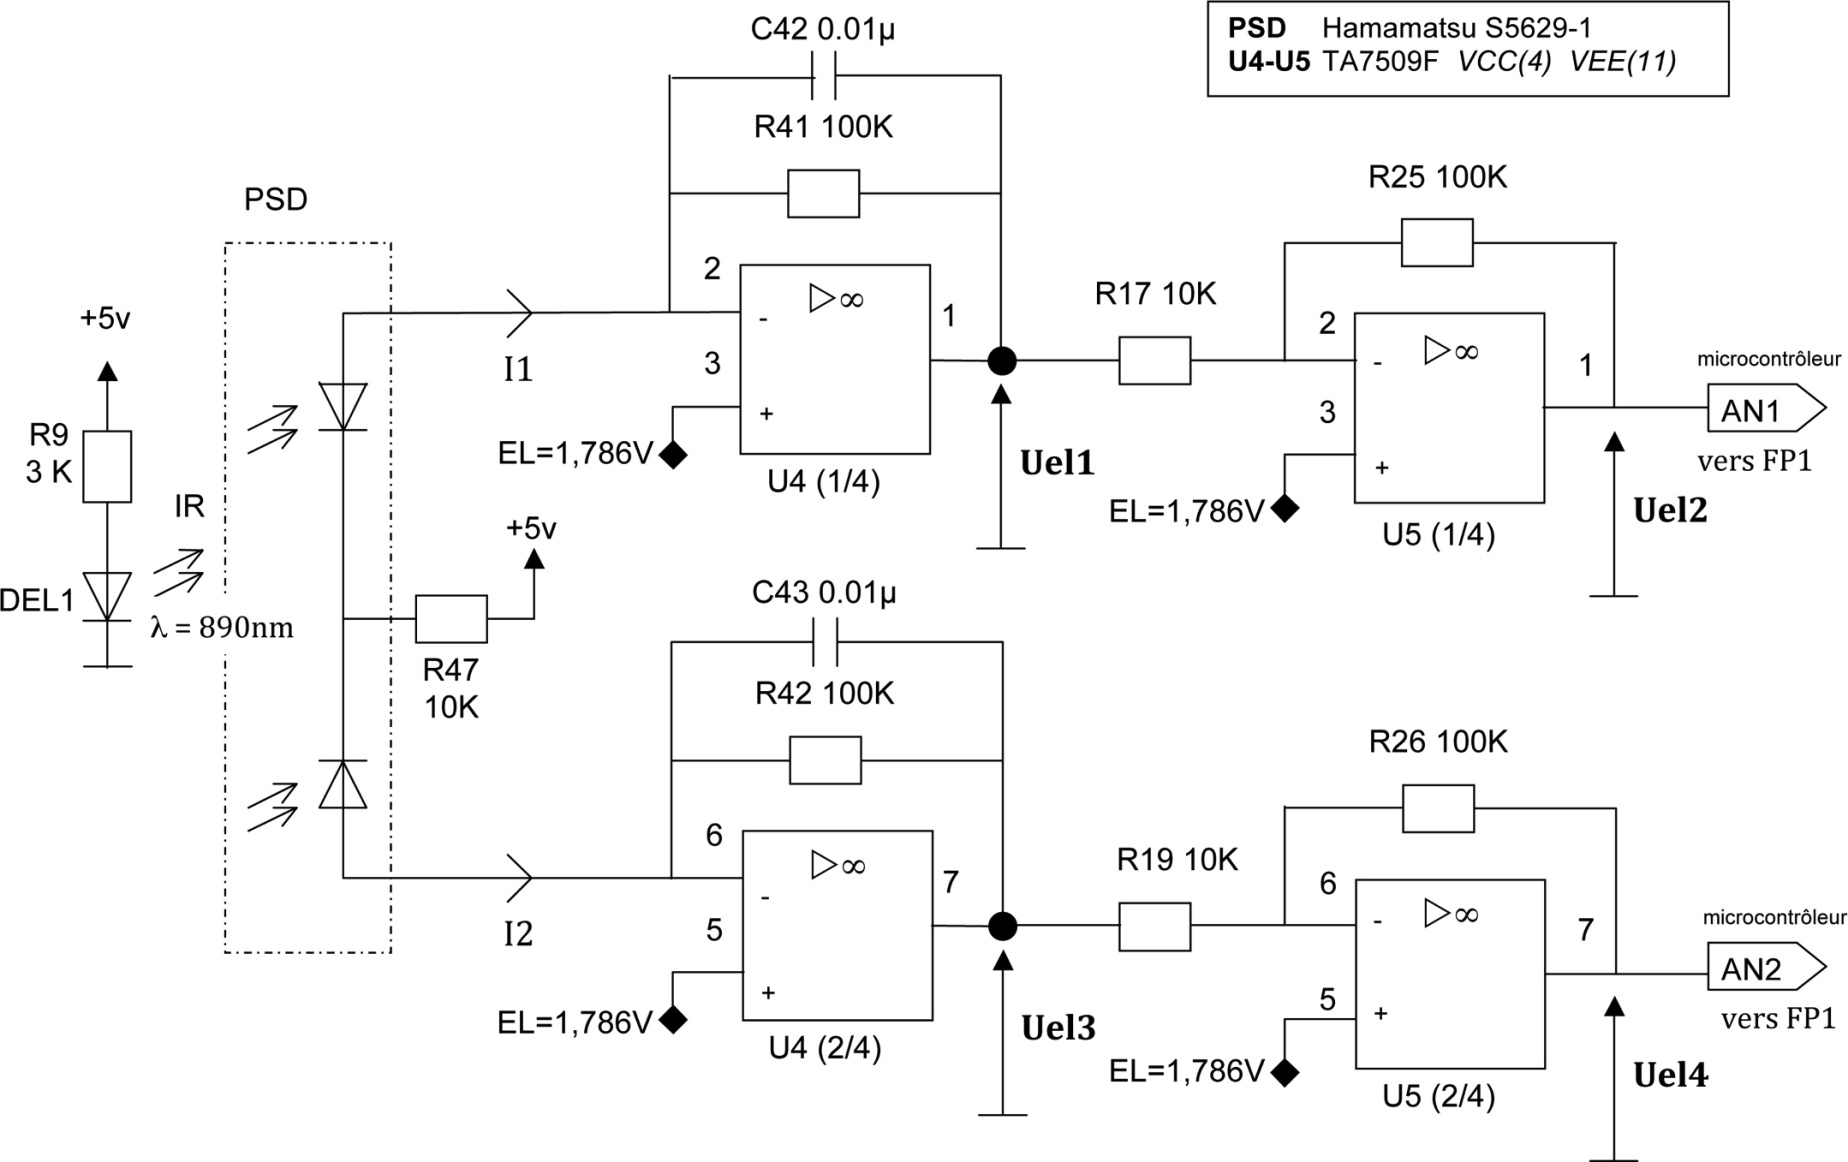 C42 0.01µ
PSD Hamamatsu S5629-1
U4-U5 TA7509F VCC(4) VEE(11)
R41 100K
R25 100K
PSD
2
▷∞
R17 10K
+5v
-
1
2
▷∞
I1
3
-
1
microcontrôleur
AN1
vers FP1
+
3
R9
3 K
EL=1,786V
Uel1
U4 (1/4)
+
IR
EL=1,786V
Uel2
U5 (1/4)
+5v
DEL1
λ = 890nm
C43 0.01µ
R47
10K
R42 100K
R26 100K
6
▷∞
R19 10K
-
7
6
▷∞
I2
5
-
7
microcontrôleur
AN2
vers FP1
+
5
+
EL=1,786V
Uel3
U4 (2/4)
EL=1,786V
Uel4
U5 (2/4)